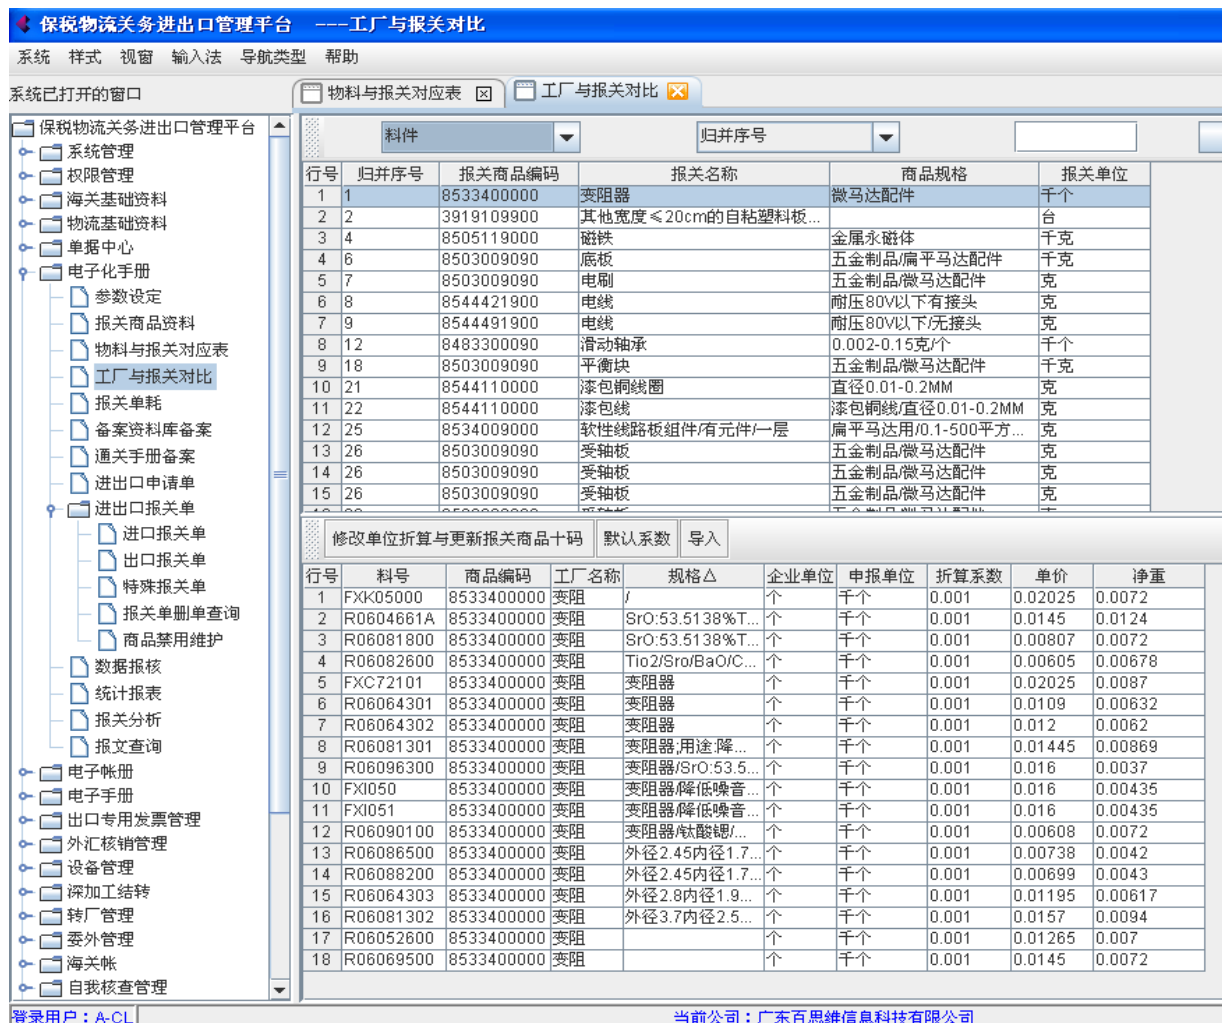 保税物流关务进出口管理平台 ---工厂与报关对比
系统 样式 视窗 输入法 导航类型 帮助
系统已打开的窗口
物料与报关对应表
工厂与报关对比
保税物流关务进出口管理平台
系统管理
权限管理
海关基础资料
物流基础资料
单据中心
电子化手册
参数设定
报关商品资料
物料与报关对应表
工厂与报关对比
报关单耗
备案资料库备案
通关手册备案
进出口申请单
进出口报关单
进口报关单
出口报关单
特殊报关单
报关单册单查询
商品禁用维护
数据报核
统计报表
报关分析
报文查询
电子帐册
电子手册
出口专用发票管理
外汇核销管理
设备管理
深加工结转
转厂管理
委外管理
海关帐
自我核查管理
料件 归并序号
行号 归并序号 报关商品编码 报关名称 商品规格 报关单位
1 1 8533400000 变阻器 微马达配件 千个
2 2 3919109900 其他宽度≤20cm的自粘塑料板... 台
3 4 8505119000 磁铁 金属永磁体 千克
4 6 8503009090 底板 五金制品/扁平马达配件 千克
5 7 8503009090 电刷 五金制品/微马达配件 克
6 8 8544421900 电线 耐压80V以下有接头 克
7 9 8544491900 电线 耐压80V以下/无接头 克
8 12 8483300090 滑动轴承 0.002-0.15克/个 千个
9 18 8503009090 平衡块 五金制品/微马达配件 千克
10 21 8544110000 漆包铜线圈 直径0.01-0.2MM 克
11 22 8544110000 漆包线 漆包铜线/直径0.01-0.2MM 克
12 25 8534009000 软性线路板组件/有元件/一层 扁平马达用/0.1-500平方... 克
13 26 8503009090 受轴板 五金制品/微马达配件 克
14 26 8503009090 受轴板 五金制品/微马达配件 克
15 26 8503009090 受轴板 五金制品/微马达配件 克
修改单位折算与更新报关商品十码 默认系数 导入
行号 料号 商品编码 工厂名称 规格△ 企业单位 申报单位 折算系数 单价 净重
1 FXK05000 8533400000 变阻 / 个 千个 0.001 0.02025 0.0072
2 R0604661A 8533400000 变阻 SrO:53.5138%T... 个 千个 0.001 0.0145 0.0124
3 R06081800 8533400000 变阻 SrO:53.5138%T... 个 千个 0.001 0.00807 0.0072
4 R06082600 8533400000 变阻 Tio2/Sro/BaO/C... 个 千个 0.001 0.00605 0.00678
5 FXC72101 8533400000 变阻 变阻器 个 千个 0.001 0.02025 0.0087
6 R06064301 8533400000 变阻 变阻器 个 千个 0.001 0.0109 0.00632
7 R06064302 8533400000 变阻 变阻器 个 千个 0.001 0.012 0.0062
8 R06081301 8533400000 变阻 变阻器;用途:降... 个 千个 0.001 0.01445 0.00869
9 R06096300 8533400000 变阻 变阻器/SrO:53.5... 个 千个 0.001 0.016 0.0037
10 FXI050 8533400000 变阻 变阻器/降低噪音... 个 千个 0.001 0.016 0.00435
11 FXI051 8533400000 变阻 变阻器/降低噪音... 个 千个 0.001 0.016 0.00435
12 R06090100 8533400000 变阻 变阻器/钛酸锶/... 个 千个 0.001 0.00608 0.0072
13 R06086500 8533400000 变阻 外径2.45内径1.7... 个 千个 0.001 0.00738 0.0042
14 R06088200 8533400000 变阻 外径2.45内径1.7... 个 千个 0.001 0.00699 0.0043
15 R06064303 8533400000 变阻 外径2.8内径1.9... 个 千个 0.001 0.01195 0.00617
16 R06081302 8533400000 变阻 外径3.7内径2.5... 个 千个 0.001 0.0157 0.0094
17 R06052600 8533400000 变阻 个 千个 0.001 0.01265 0.007
18 R06069500 8533400000 变阻 个 千个 0.001 0.0145 0.0072
登录用户：A-CL 当前公司：广东百思维信息科技有限公司